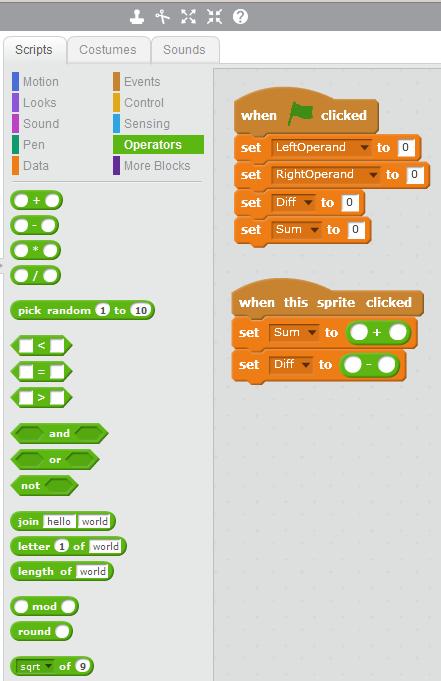 Scripts Costumes Sounds
Motion Events
Looks Control
Sound Sensing
Pen Operators
Data More Blocks
+
-
*
/
pick random 1 to 10
<
=
>
and
or
not
join hello world
letter 1 of world
length of world
mod
round
sqrt of 9
when clicked
set LeftOperand to 0
set RightOperand to 0
set Diff to 0
set Sum to 0
when this sprite clicked
set Sum to +
set Diff to -